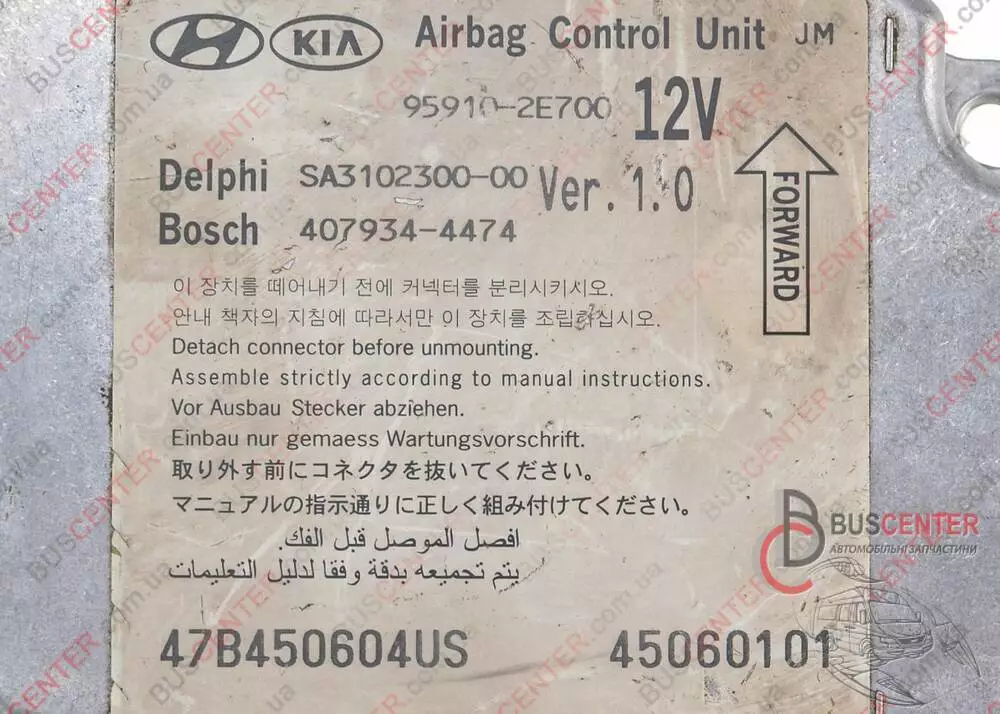 KIA Airbag Control Unit JM
95910-2E700 12V
Delphi SA3102300-00 Ver. 1.0
Bosch 407934-4474
FORWARD
이 장치를 떼어내기 전에 커넥터를 분리시키시오.
안내 책자의 지침에 따라서만 이 장치를 조립하십시오.
Detach connector before unmounting.
Assemble strictly according to manual instructions.
Vor Ausbau Stecker abziehen.
Einbau nur gemaess Wartungsvorschrift.
取り外す前にコネクタを抜いてください。
マニュアルの指示通りに正しく組み付けてください。
افصل الموصل قبل الفك.
يتم تجميعه بدقة وفقا لدليل التعليمات
47B450604US 45060101
BUSCENTER
АВТОМОБІЛЬНІ ЗАПЧАСТИНИ